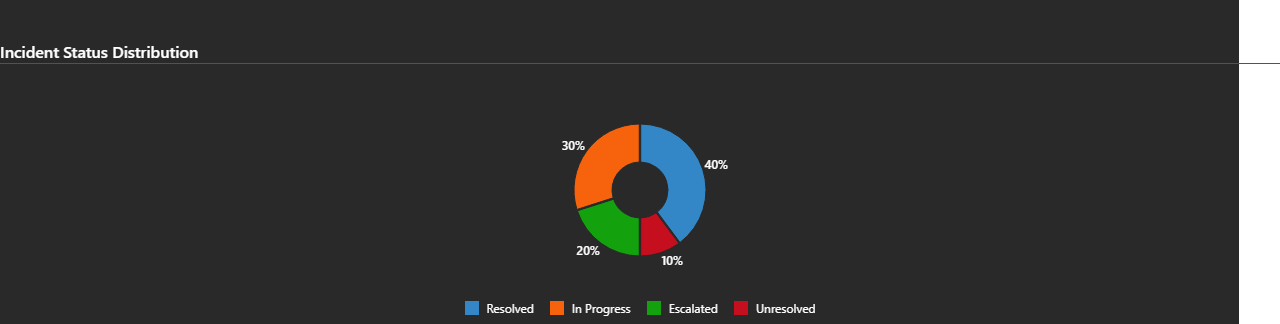 Incident Status Distribution
30%
40%
20%
10%
Resolved In Progress Escalated Unresolved